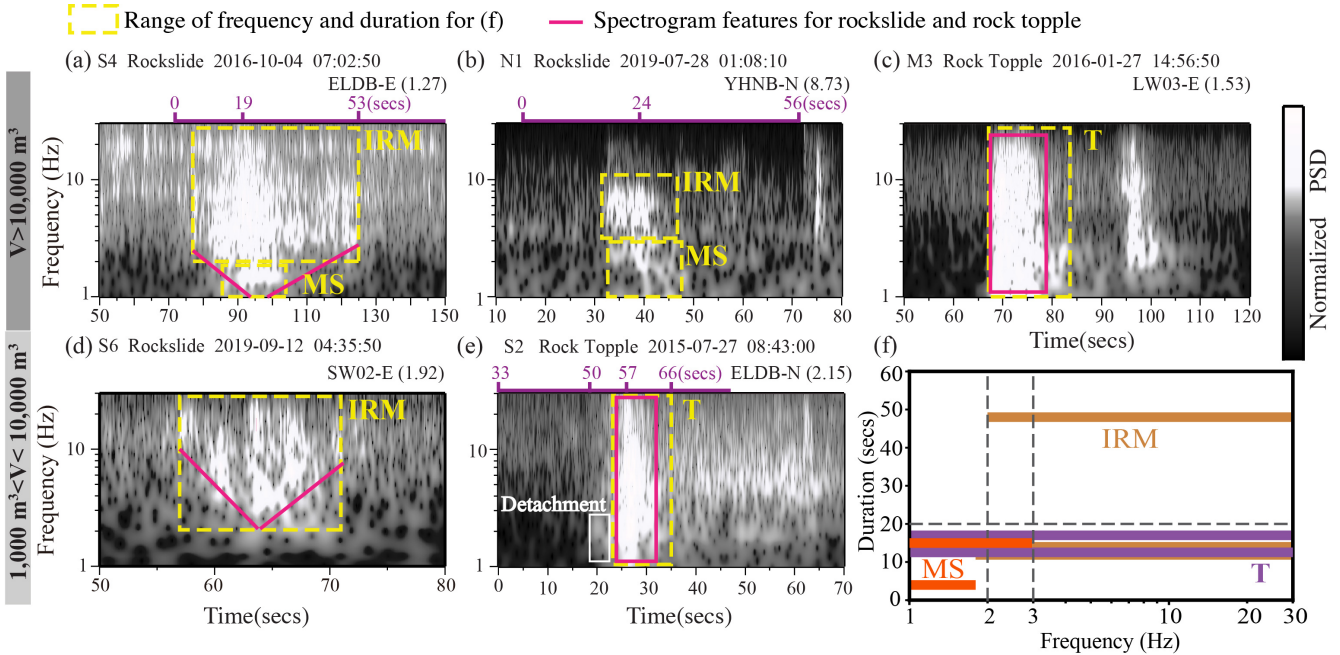 Range of frequency and duration for (f)
Spectrogram features for rockslide and rock topple
(a) S4 Rockslide 2016-10-04 07:02:50
ELDB-E (1.27)
0 19 53(secs)
IRM
MS
10
1
50 70 90 110 130 150
Frequency (Hz)
V>10,000 m³
(b) N1 Rockslide 2019-07-28 01:08:10
YHNB-N (8.73)
0 24 56(secs)
IRM
MS
10
1
10 20 30 40 50 60 70 80
(c) M3 Rock Topple 2016-01-27 14:56:50
LW03-E (1.53)
T
10
1
50 60 70 80 90 100 120
Time(secs)
Normalized PSD
(d) S6 Rockslide 2019-09-12 04:35:50
SW02-E (1.92)
IRM
10
1
50 60 70 80
Time(secs)
Frequency (Hz)
1,000 m³<V< 10,000 m³
(e) S2 Rock Topple 2015-07-27 08:43:00
ELDB-N (2.15)
33 50 57 66(secs)
T
Detachment
10
1
0 10 20 30 40 50 60 70
Time(secs)
(f)
60
50
40
30
20
10
0
Duration (secs)
IRM
MS
T
1 2 3 10 20 30
Frequency (Hz)